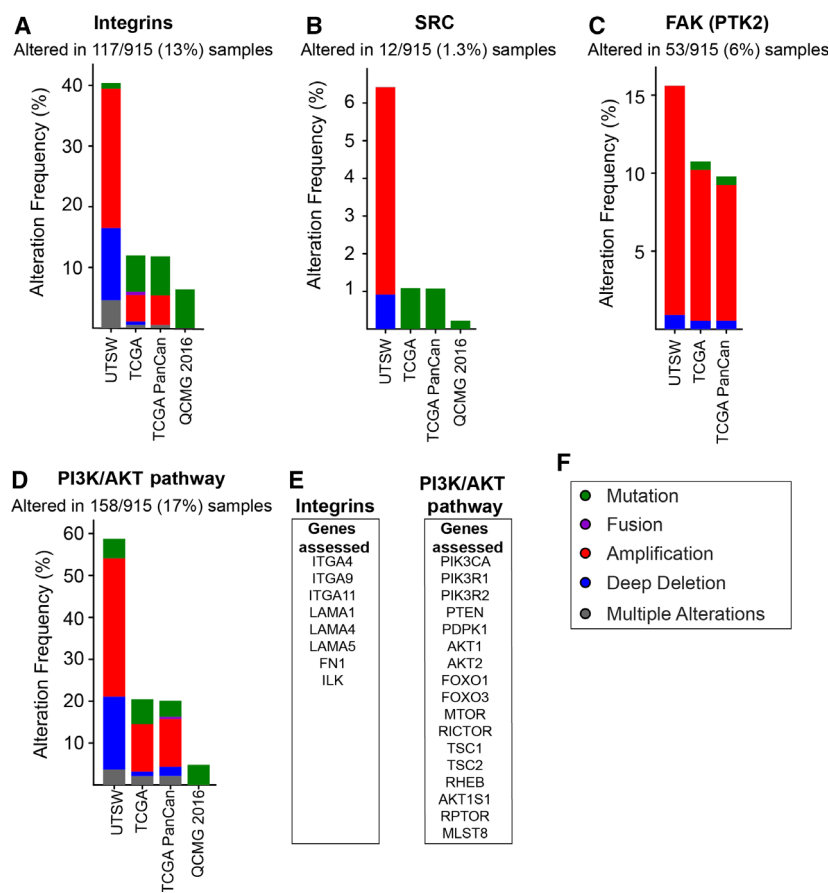 A
Integrins
Altered in 117/915 (13%) samples
Alteration Frequency (%)
40
30
20
10
UTSW
TCGA
TCGA PanCan
QCMG 2016
B
SRC
Altered in 12/915 (1.3%) samples
Alteration Frequency (%)
6
5
4
3
2
1
UTSW
TCGA
TCGA PanCan
QCMG 2016
C
FAK (PTK2)
Altered in 53/915 (6%) samples
Alteration Frequency (%)
15
10
5
UTSW
TCGA
TCGA PanCan
D
PI3K/AKT pathway
Altered in 158/915 (17%) samples
Alteration Frequency (%)
60
50
40
30
20
10
UTSW
TCGA
TCGA PanCan
QCMG 2016
E
Integrins
Genes
assessed
ITGA4
ITGA9
ITGA11
LAMA1
LAMA4
LAMA5
FN1
ILK
PI3K/AKT
pathway
Genes
assessed
PIK3CA
PIK3R1
PIK3R2
PTEN
PDPK1
AKT1
AKT2
FOXO1
FOXO3
MTOR
RICTOR
TSC1
TSC2
RHEB
AKT1S1
RPTOR
MLST8
F
Mutation
Fusion
Amplification
Deep Deletion
Multiple Alterations